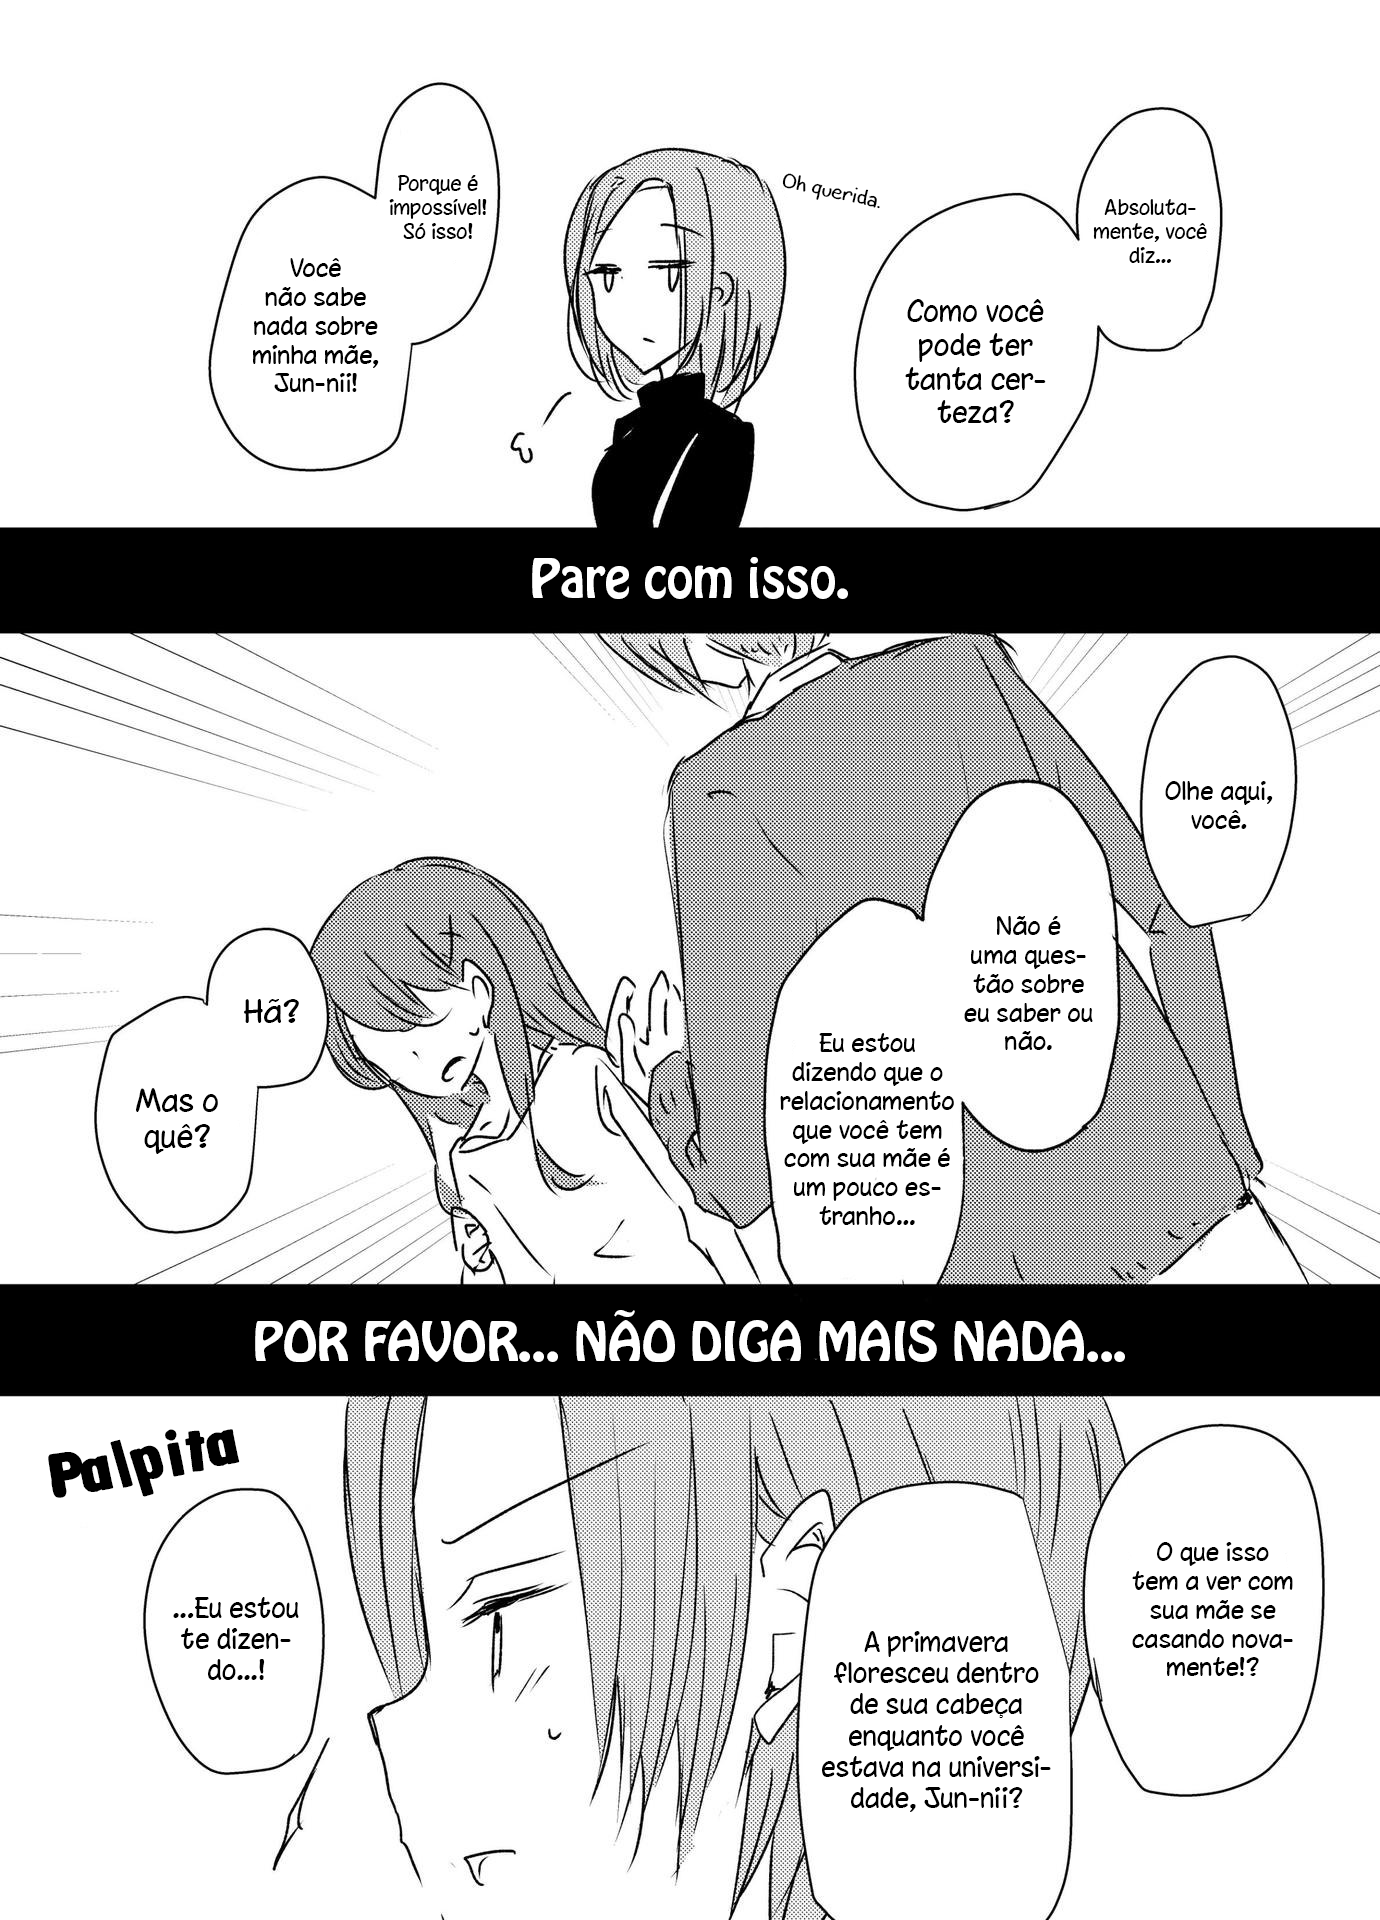 Absoluta-
mente, você
diz...
Como você
pode ter
tanta cer-
teza?
Oh querida.
Porque é
impossível!
Só isso!
Você
não sabe
nada sobre
minha mãe,
Jun-nii!
Pare com isso.
Olhe aqui,
você.
Não é
uma ques-
tão sobre
eu saber ou
não.
Eu estou
dizendo que o
relacionamento
que você tem
com sua mãe é
um pouco es-
tranho...
Hã?
Mas o
quê?
POR FAVOR... NÃO DIGA MAIS NADA...
O que isso
tem a ver com
sua mãe se
casando nova-
mente!?
A primavera
floresceu dentro
de sua cabeça
enquanto você
estava na universi-
dade, Jun-nii?
Palpita
...Eu estou
te dizen-
do...!